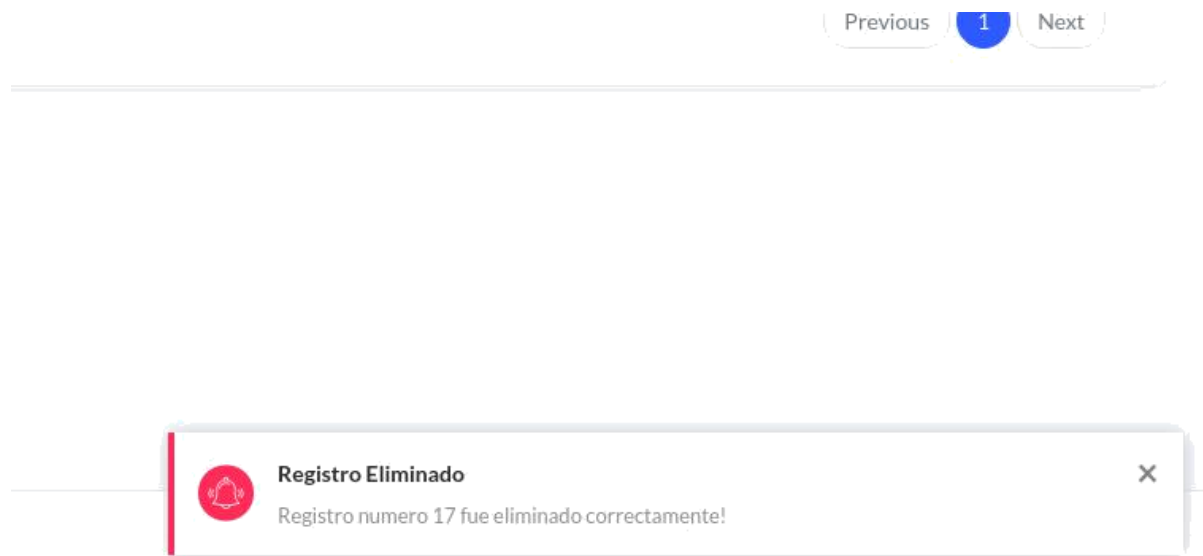 Previous 1 Next
Registro Eliminado
Registro numero 17 fue eliminado correctamente!